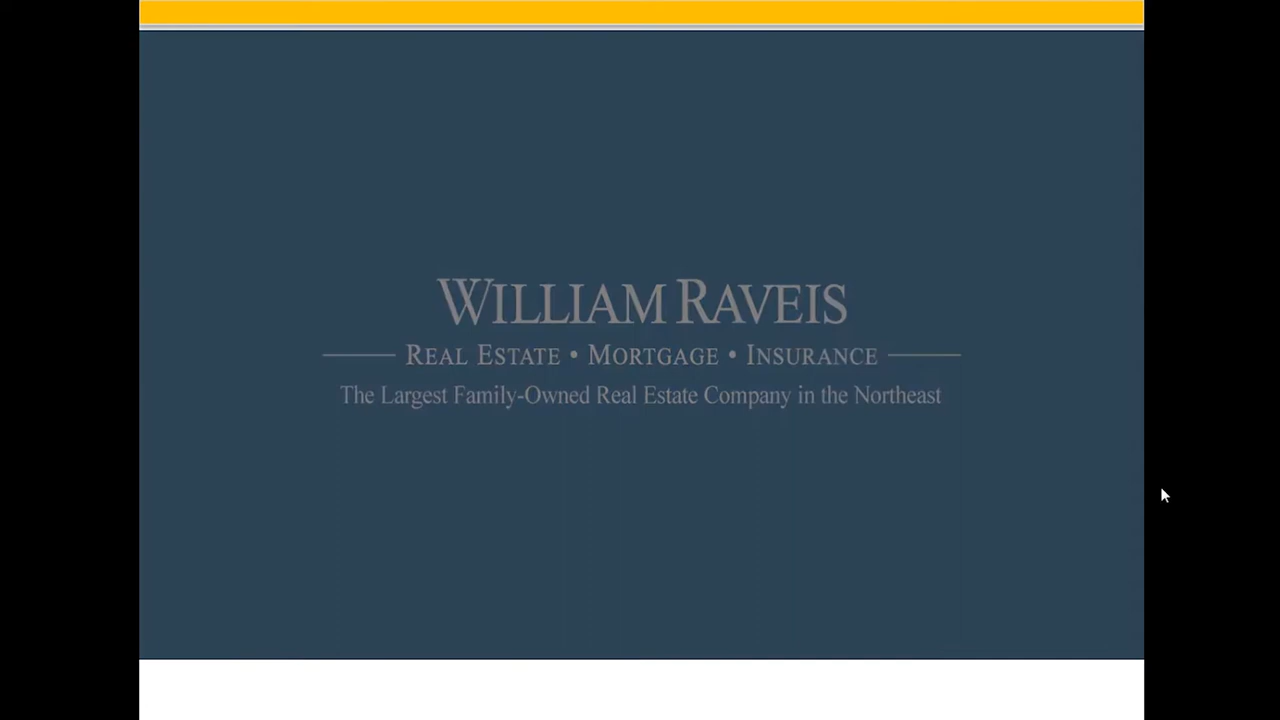 WILLIAM RAVEIS
REAL ESTATE • MORTGAGE • INSURANCE
The Largest Family-Owned Real Estate Company in the Northeast